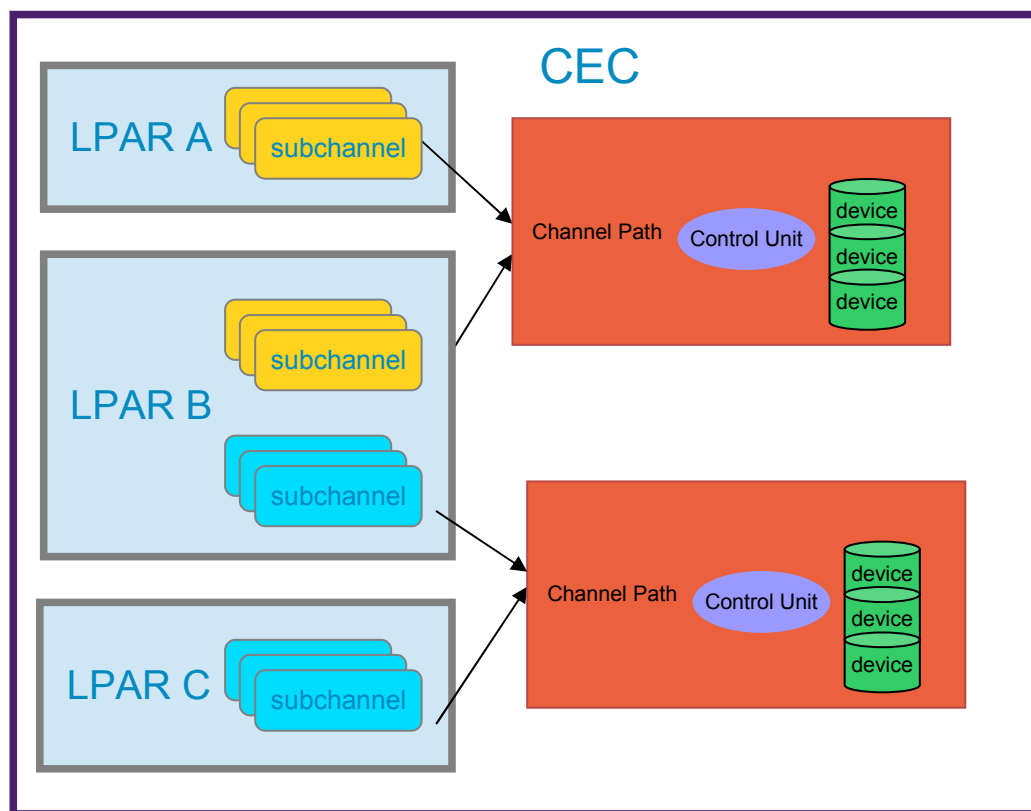 CEC
LPAR A
subchannel
Channel Path
Control Unit
device
device
device
LPAR B
subchannel
subchannel
Channel Path
Control Unit
device
device
device
LPAR C
subchannel